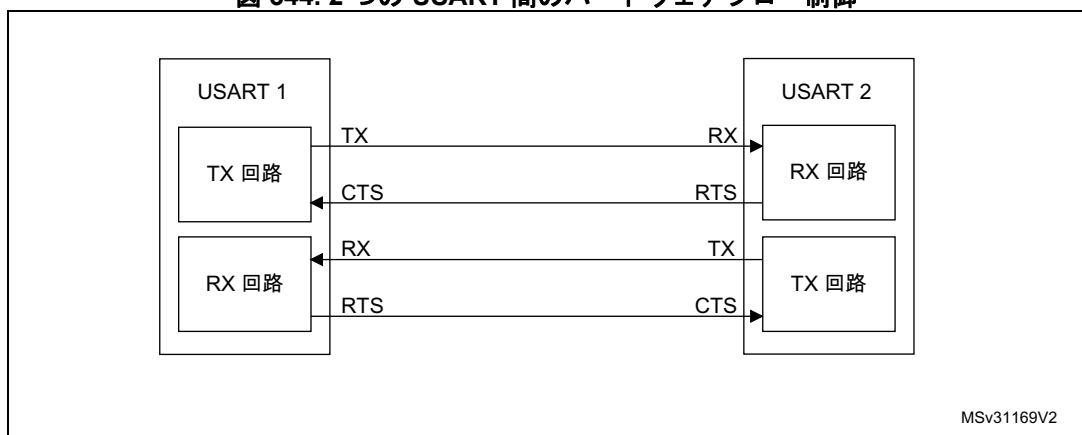 USART 1
USART 2
TX 回路
TX
RX
RX 回路
CTS
RTS
RX 回路
RX
TX
TX 回路
RTS
CTS
MSv31169V2